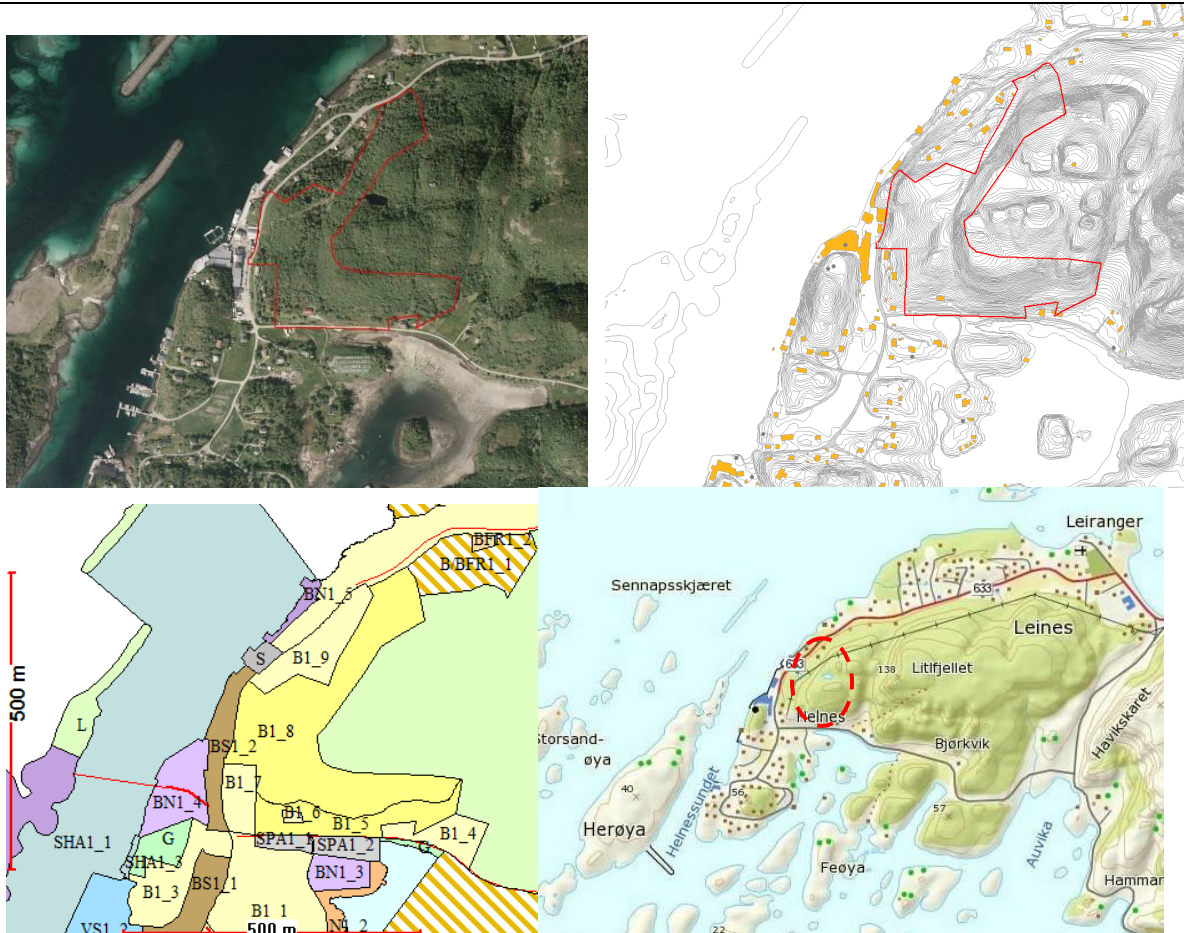 BFR1_2
B/BFR1_1
BN1_5
S
B1_9
500 m
L
BS1_2
B1_8
B1_7
BN1_4
B1_6
B1_5
SHA1_1
G
SPA1_1
SPA1_2
B1_4
G
SHA1_3
BN1_3
B1_3
BS1_1
S
B1_1
N1_2
VS1_2
500 m
Leiranger
Sennapsskjæret
633
Leines
633
138
Litlfjellet
Helnes
Storsand-
øya
Bjørkvik
Havikskaret
40
56
Helnessundet
57
Herøya
Auvika
Feøya
Hammar
22